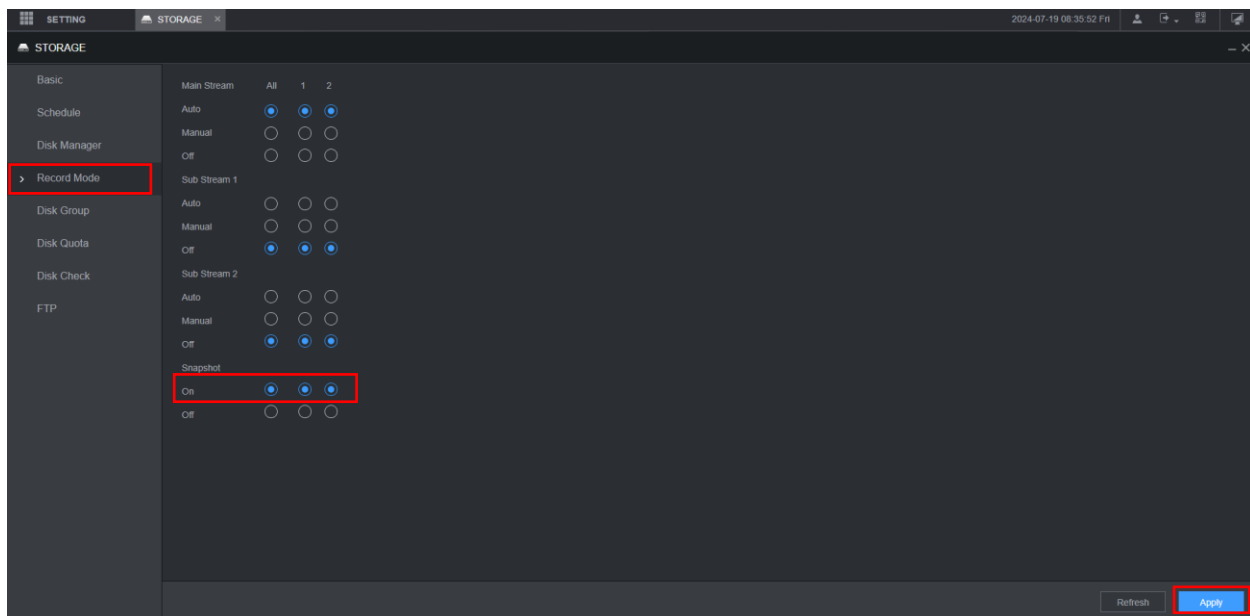 SETTING STORAGE × 2024-07-19 08:35:52 Fri
STORAGE
Basic
Schedule
Disk Manager
Record Mode
Disk Group
Disk Quota
Disk Check
FTP
Main Stream All 1 2
Auto
Manual
Off
Sub Stream 1
Auto
Manual
Off
Sub Stream 2
Auto
Manual
Off
Snapshot
On
Off
Refresh Apply